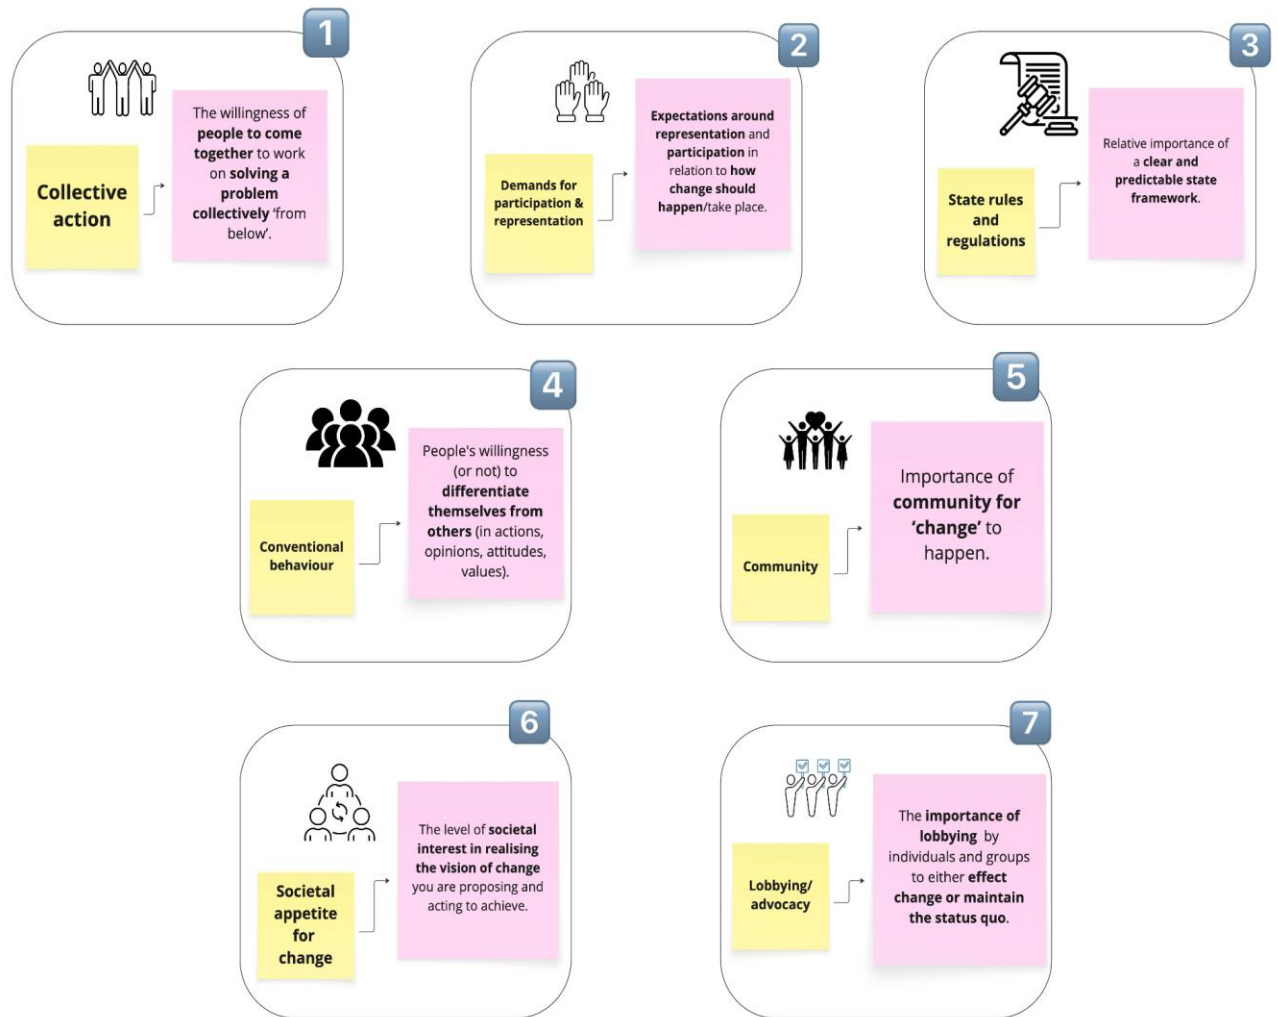 1
Collective
action
The willingness of
people to come
together to work
on solving a
problem
collectively ‘from
below’.
2
Demands for
participation &
representation
Expectations around
representation and
participation in
relation to how
change should
happen/take place.
3
State rules
and
regulations
Relative importance of
a clear and
predictable state
framework.
4
Conventional
behaviour
People's willingness
(or not) to
differentiate
themselves from
others (in actions,
opinions, attitudes,
values).
5
Community
Importance of
community for
‘change’ to
happen.
6
Societal
appetite
for
change
The level of societal
interest in realising
the vision of change
you are proposing and
acting to achieve.
7
Lobbying/
advocacy
The importance of
lobbying by
individuals and groups
to either effect
change or maintain
the status quo.